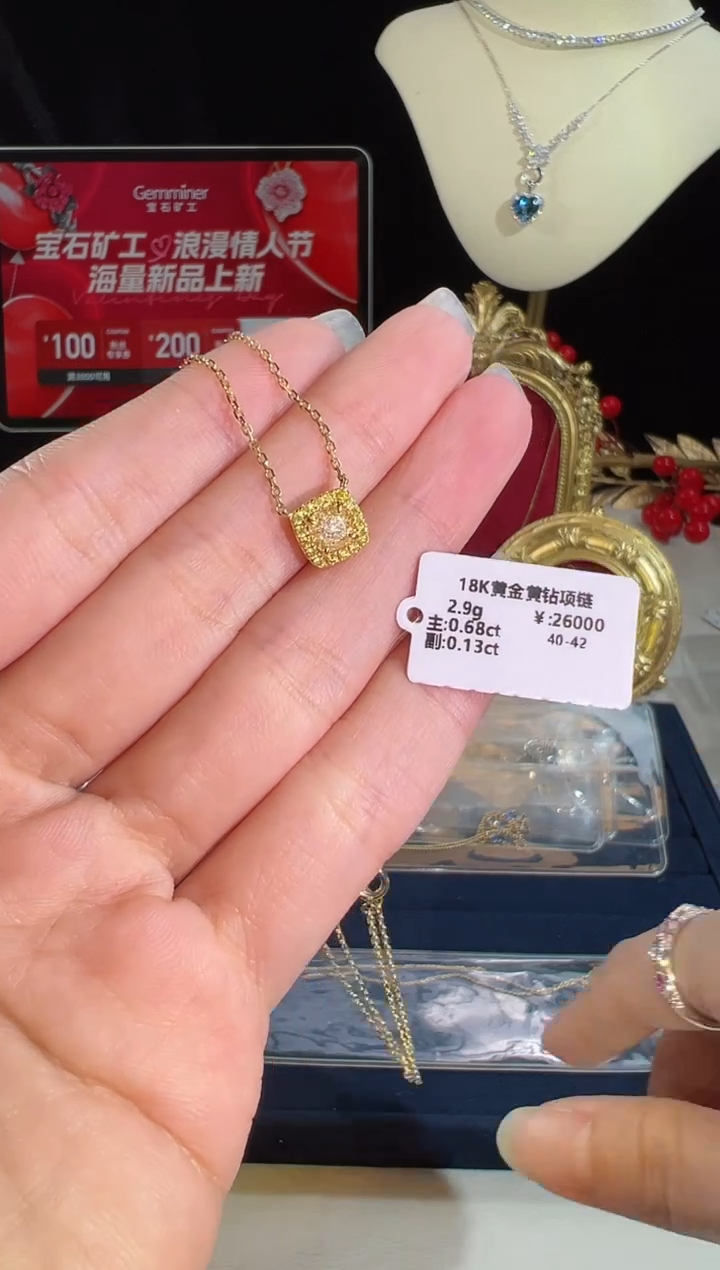 Gemminer
宝石矿工
宝石矿工 浪漫情人节
海量新品上新
Valentine's Day
¥100
¥200
18K黄金黄钻项链
2.9g
¥:26000
主:0.68ct
40-42
副:0.13ct